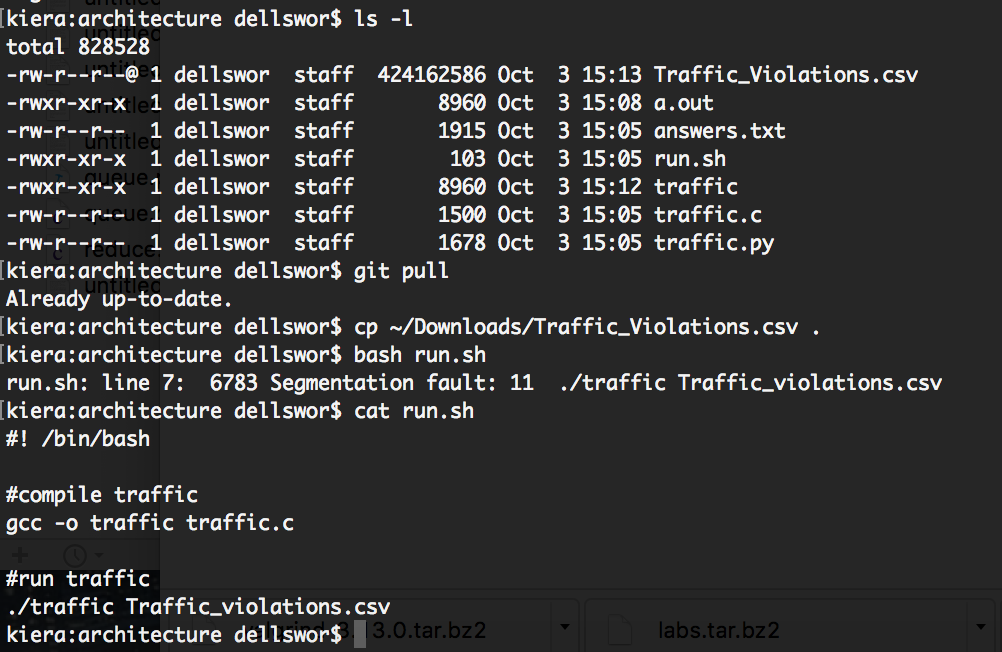 [kiera:architecture dellswor$ ls -l
total 828528
-rw-r--r--@ 1 dellswor  staff  424162586 Oct  3 15:13 Traffic_Violations.csv
-rwxr-xr-x  1 dellswor  staff       8960 Oct  3 15:08 a.out
-rw-r--r--  1 dellswor  staff       1915 Oct  3 15:05 answers.txt
-rwxr-xr-x  1 dellswor  staff        103 Oct  3 15:05 run.sh
-rwxr-xr-x  1 dellswor  staff       8960 Oct  3 15:12 traffic
-rw-r--r--  1 dellswor  staff       1500 Oct  3 15:05 traffic.c
-rw-r--r--  1 dellswor  staff       1678 Oct  3 15:05 traffic.py
[kiera:architecture dellswor$ git pull
Already up-to-date.
[kiera:architecture dellswor$ cp ~/Downloads/Traffic_Violations.csv .
[kiera:architecture dellswor$ bash run.sh
run.sh: line 7:  6783 Segmentation fault: 11  ./traffic Traffic_violations.csv
[kiera:architecture dellswor$ cat run.sh
#! /bin/bash
#compile traffic
gcc -o traffic traffic.c
#run traffic
./traffic Traffic_violations.csv
kiera:architecture dellswor$
labs.tar.bz2